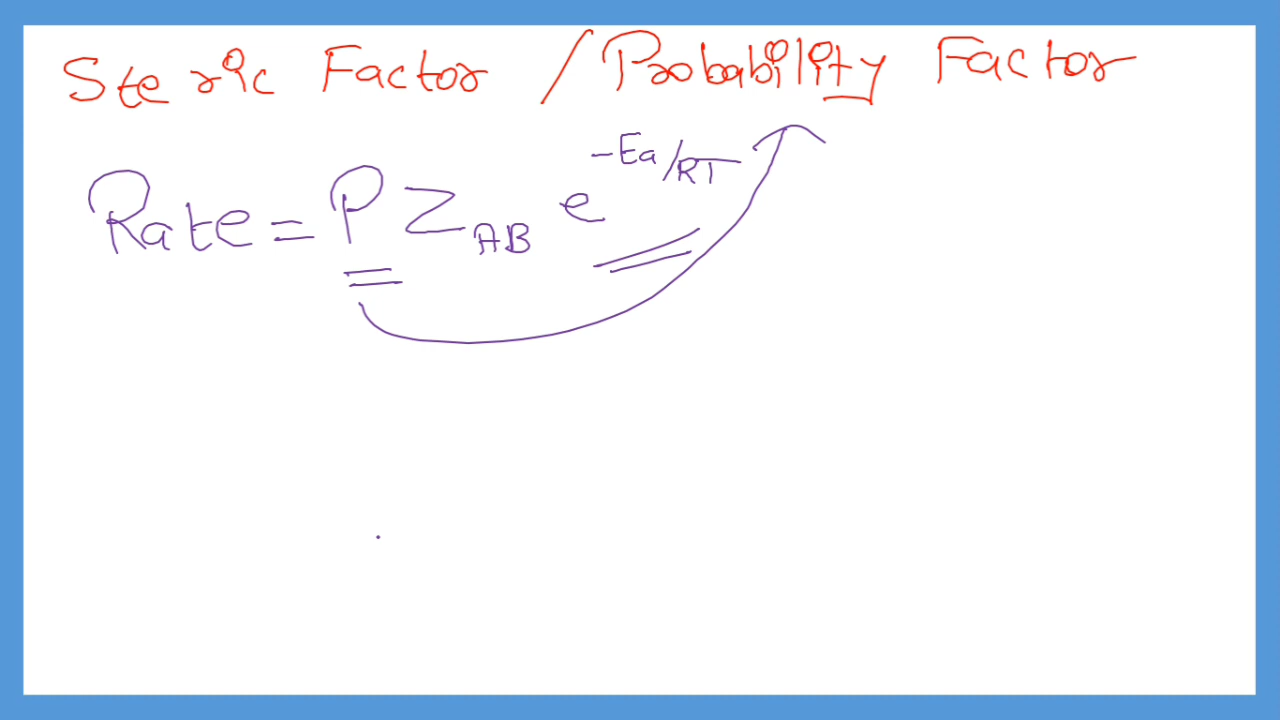 Steric Factor / Probability Factor
Rate = P Z_AB e^-Ea/RT